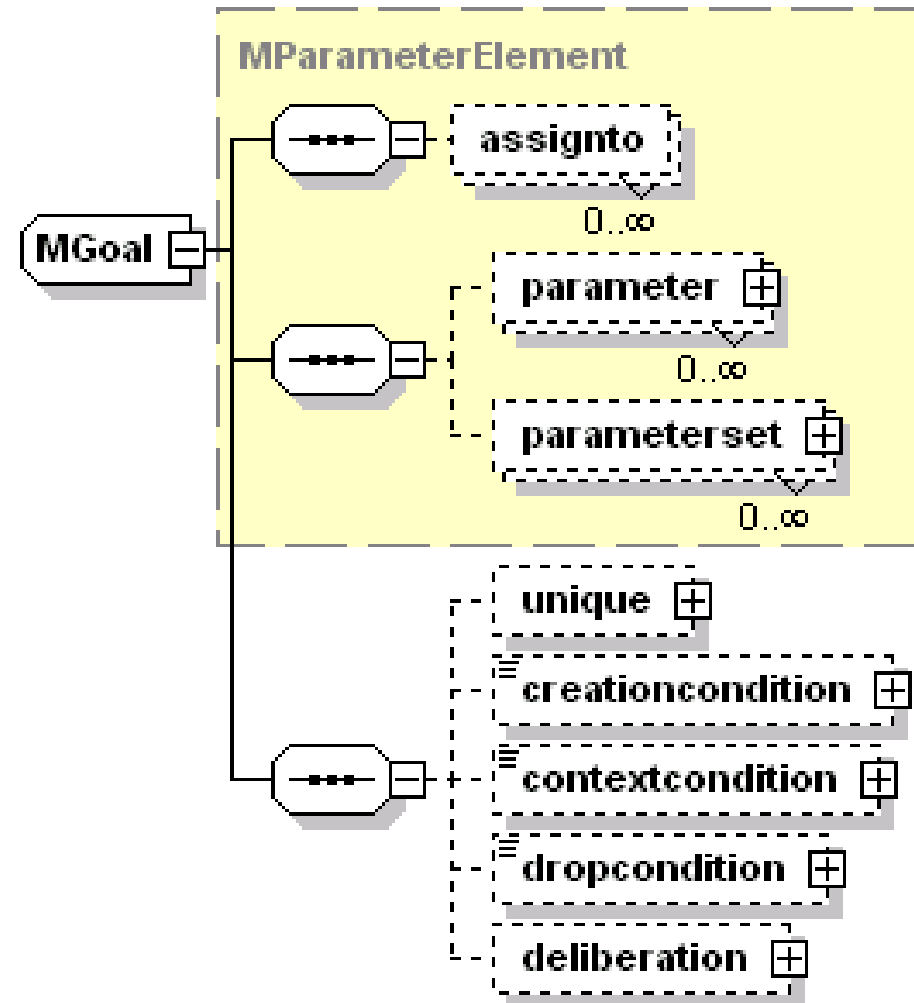 MParameterElement
assignto
0..∞
MGoal
parameter
0..∞
parameterset
0..∞
unique
creationcondition
contextcondition
dropcondition
deliberation